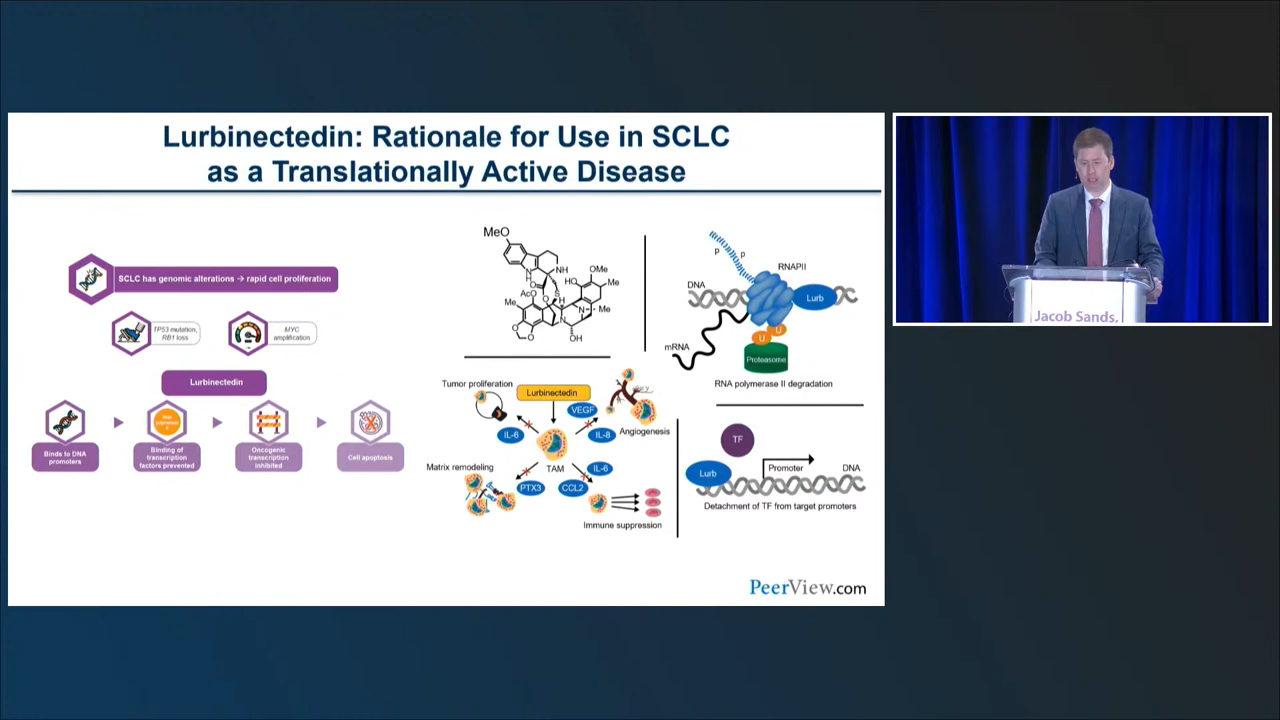 Lurbinectedin: Rationale for Use in SCLC
as a Translationally Active Disease
SCLC has genomic alterations → rapid cell proliferation
TP53 mutation,
RB1 loss
MYC
amplification
Lurbinectedin
Binds to DNA
promoters
Binding of
transcription
factors prevented
Oncogenic
transcription
inhibited
Cell apoptosis
MeO
NH
N
H
OMe
HO
Me
O
O
AcO
S
H
Me
N
N
Me
O
O
OH
P
P
RNAPII
DNA
Lurb
mRNA
U
U
Proteasome
RNA polymerase II degradation
Tumor proliferation
Lurbinectedin
VEGF
IL-6
IL-8
Angiogenesis
Matrix remodeling
TAM
IL-6
PTX3
CCL2
Immune suppression
TF
Lurb
Promoter
DNA
Detachment of TF from target promoters
PeerView.com
Jacob Sands,